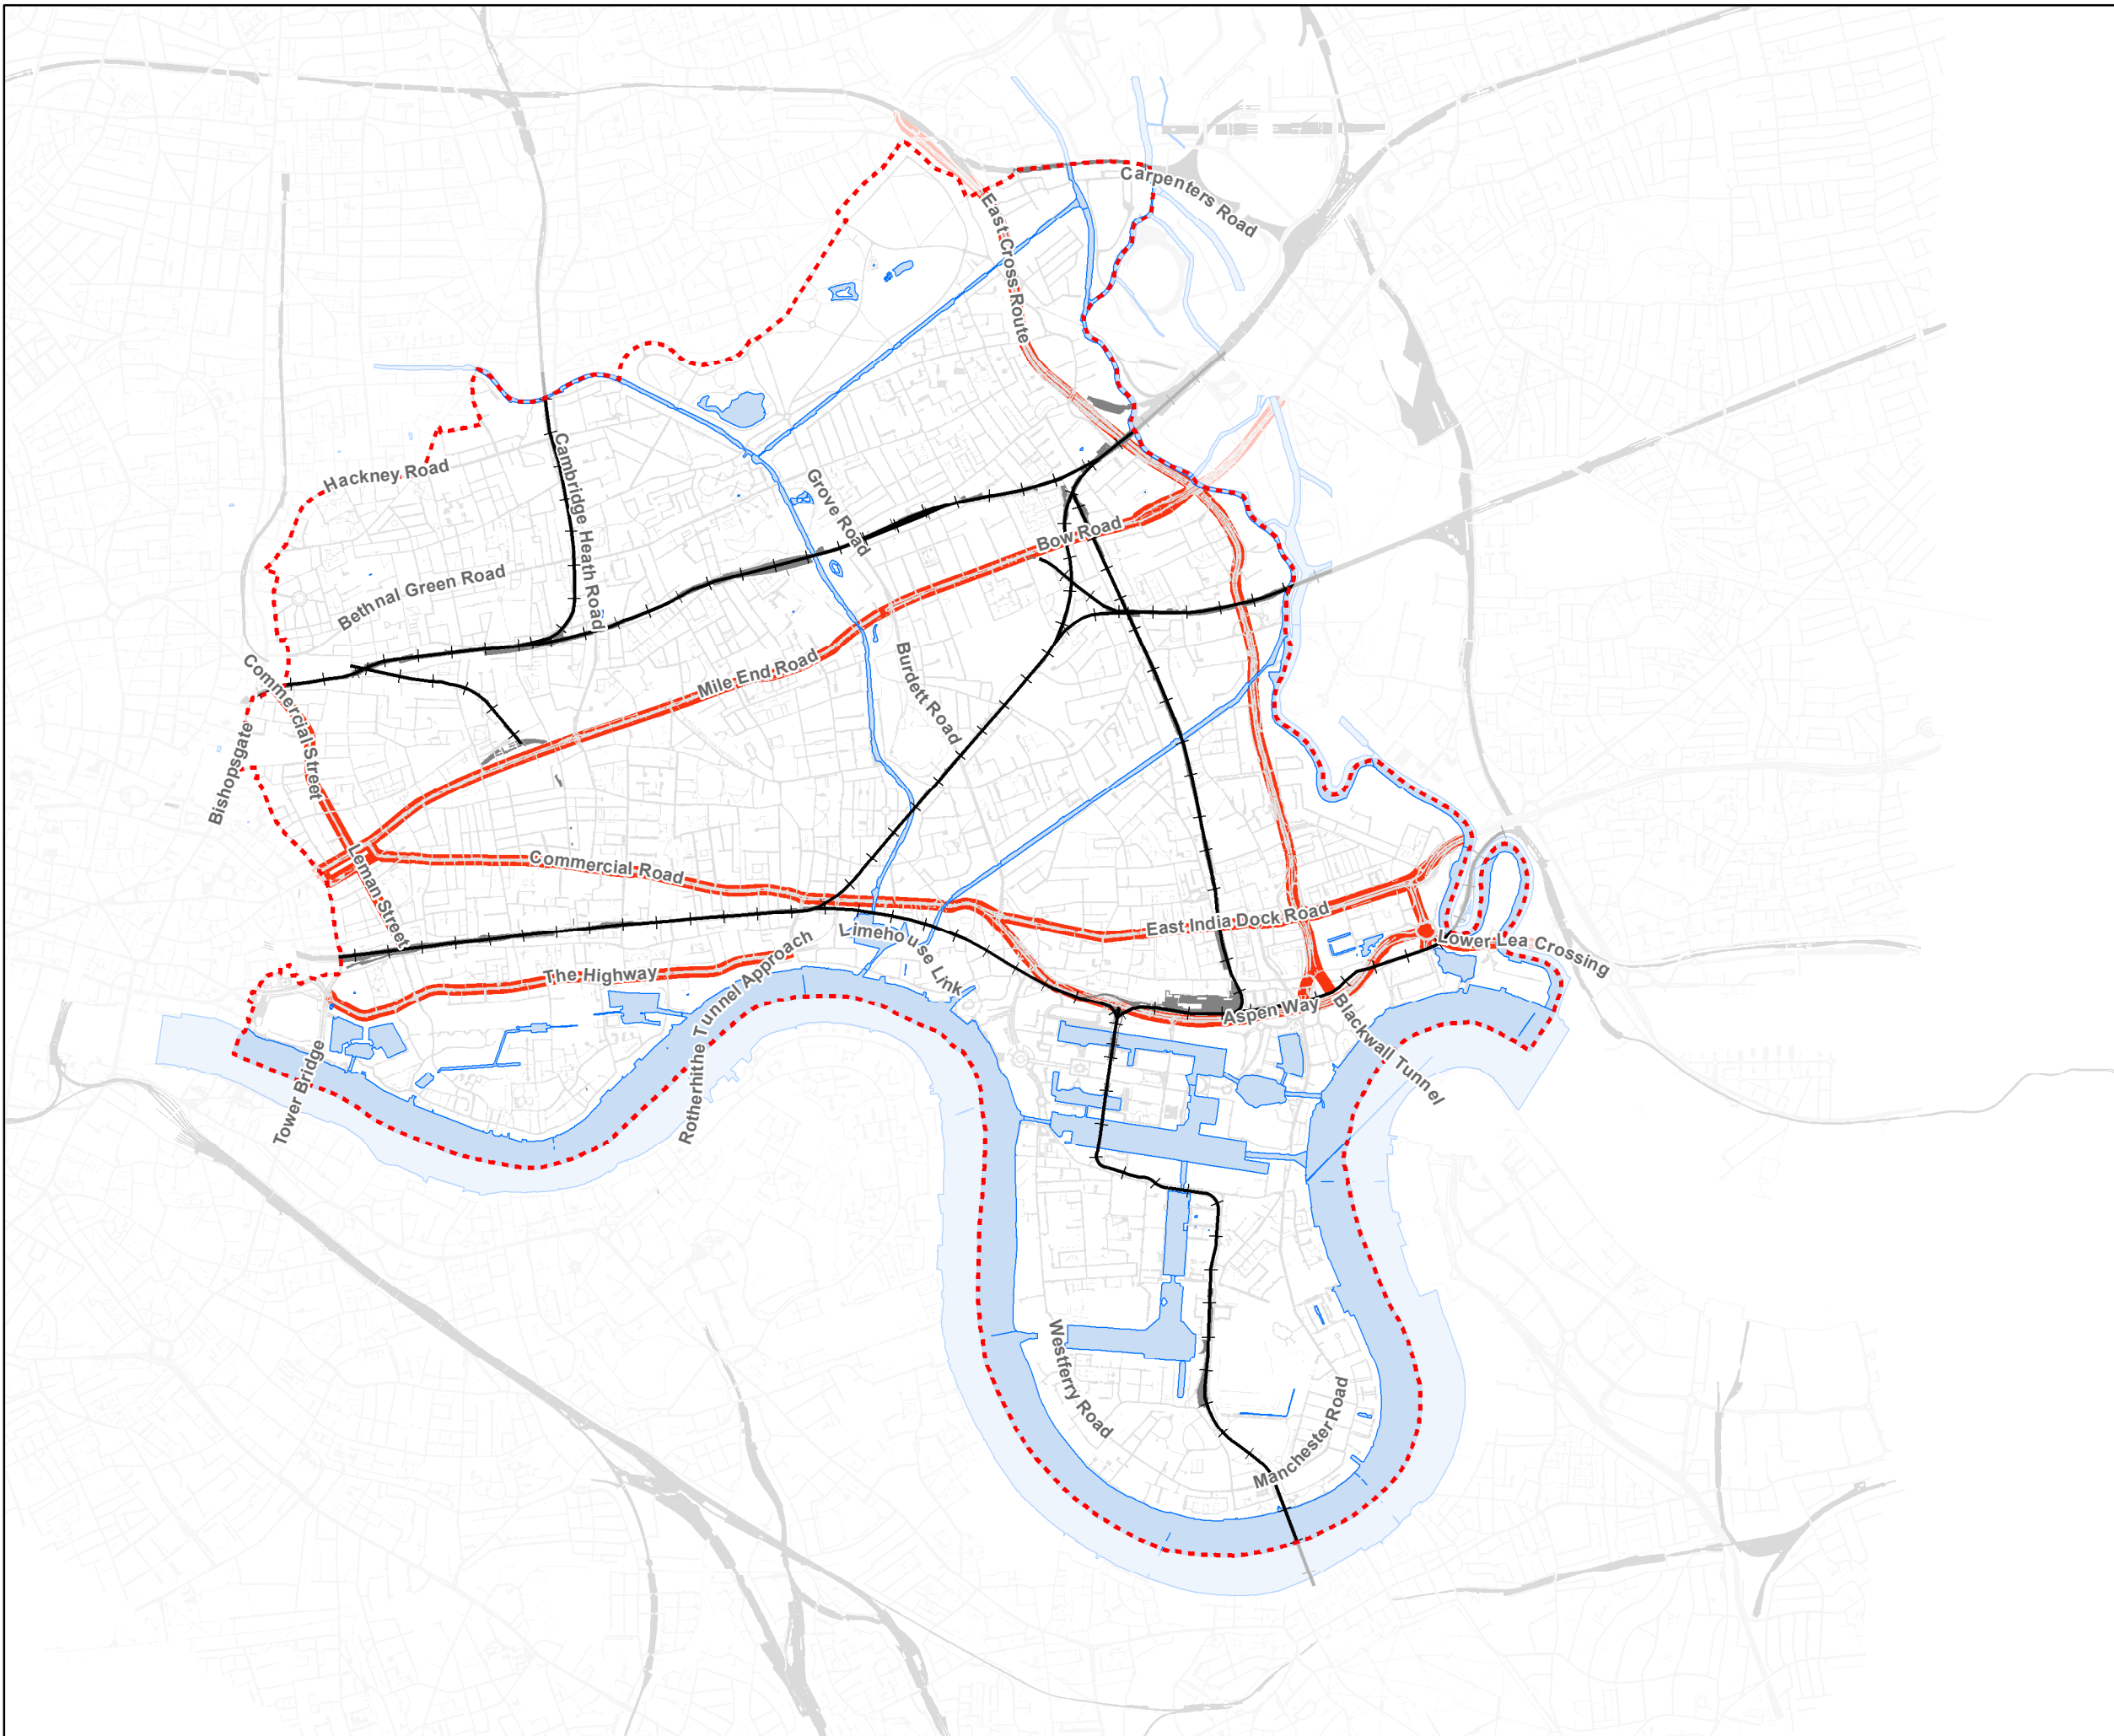 Carpenters Road
East Cross Route
Hackney Road
Cambridge Heath Road
Grove Road
Bow Road
Bethnal Green Road
Burdett Road
Mile End Road
Commercial Street
Bishopsgate
Leman Street
Commercial Road
East India Dock Road
Limehouse Link
Lower Lea Crossing
The Highway
Rotherhithe Tunnel Approach
Aspen Way
Blackwall Tunnel
Tower Bridge
Westferry Road
Manchester Road